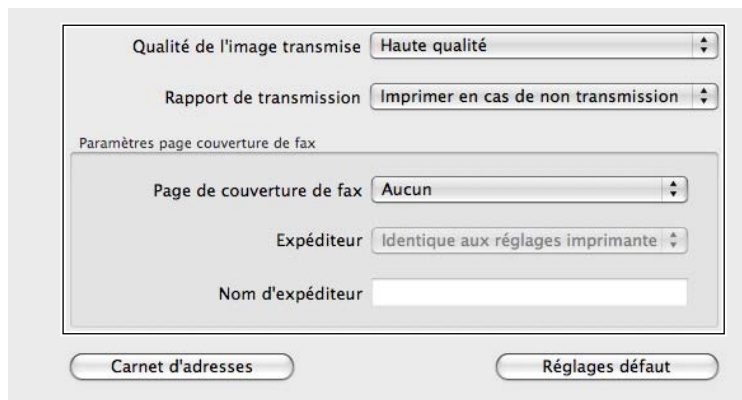 Qualité de l'image transmise Haute qualité
Rapport de transmission Imprimer en cas de non transmission
Paramètres page couverture de fax
Page de couverture de fax Aucun
Expéditeur Identique aux réglages imprimante
Nom d'expéditeur
Carnet d'adresses Réglages défaut